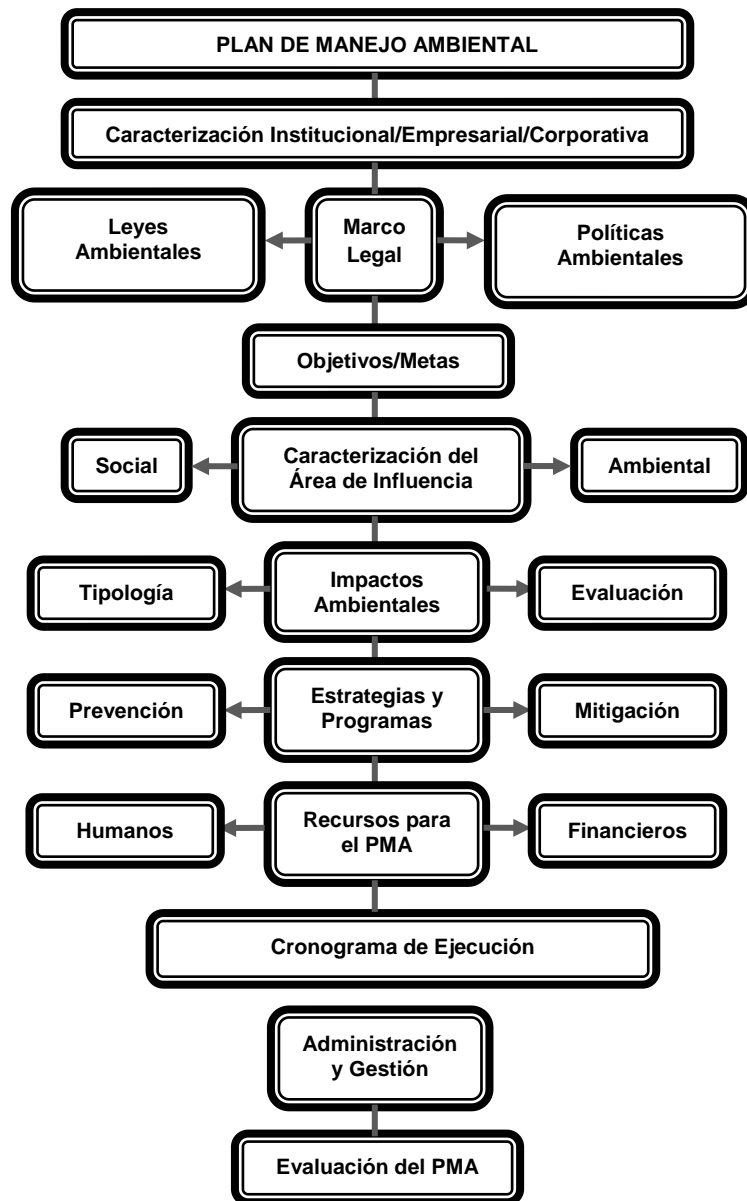 PLAN DE MANEJO AMBIENTAL
Caracterización Institucional/Empresarial/Corporativa
Leyes
Ambientales
Marco
Legal
Políticas
Ambientales
Objetivos/Metas
Social
Caracterización del
Área de Influencia
Ambiental
Tipología
Impactos
Ambientales
Evaluación
Prevención
Estrategias y
Programas
Mitigación
Humanos
Recursos para
el PMA
Financieros
Cronograma de Ejecución
Administración
y Gestión
Evaluación del PMA